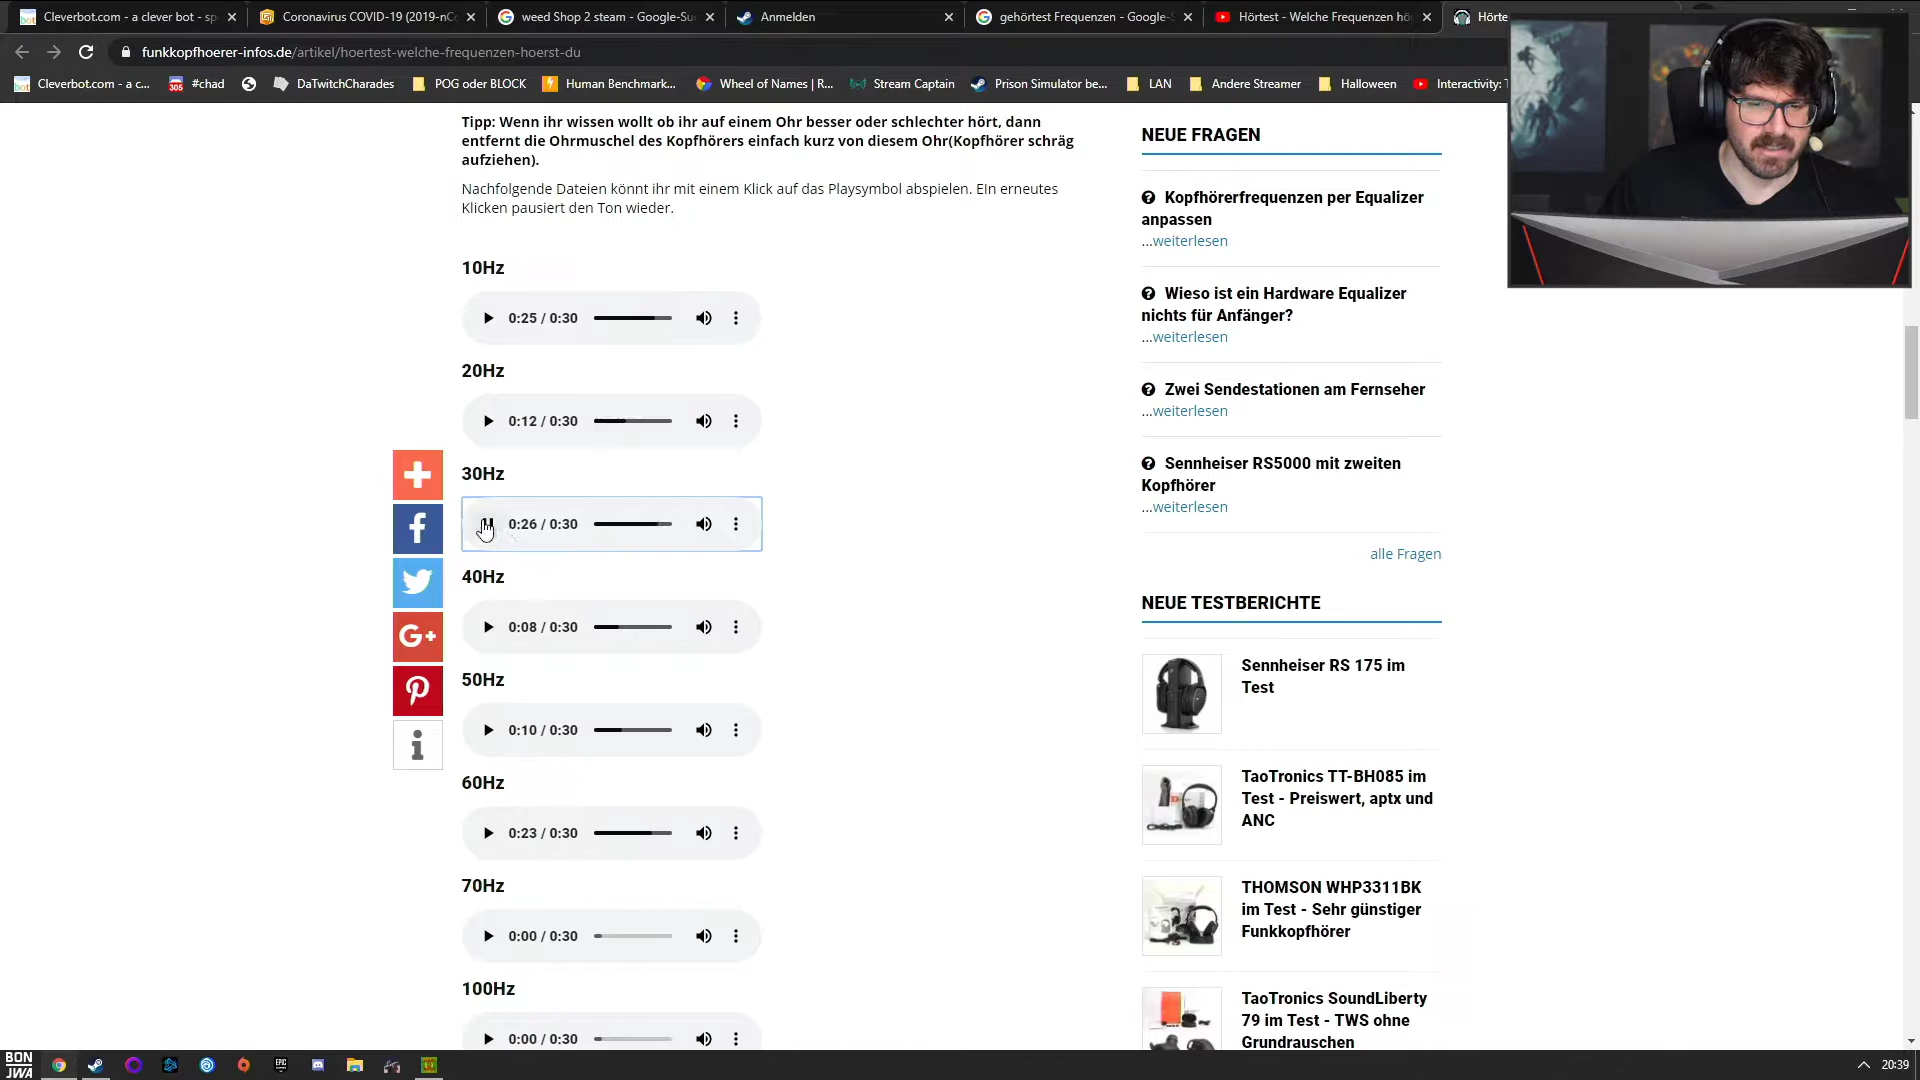 Cleverbot.com - a clever bot - sp
Coronavirus COVID-19 (2019-nC
weed Shop 2 steam - Google-Su
Anmelden
gehörtest Frequenzen - Google-S
Hörtest - Welche Frequenzen hö
Hörte
funkkopfhoerer-infos.de/artikel/hoertest-welche-frequenzen-hoerst-du
Cleverbot.com - a c...
#chad
DaTwitchCharades
POG oder BLOCK
Human Benchmark...
Wheel of Names | R...
Stream Captain
Prison Simulator be...
LAN
Andere Streamer
Halloween
Interactivity:
Tipp: Wenn ihr wissen wollt ob ihr auf einem Ohr besser oder schlechter hört, dann
entfernt die Ohrmuschel des Kopfhörers einfach kurz von diesem Ohr(Kopfhörer schräg
aufziehen).
Nachfolgende Dateien könnt ihr mit einem Klick auf das Playsymbol abspielen. EIn erneutes
Klicken pausiert den Ton wieder.
10Hz
0:25 / 0:30
20Hz
0:12 / 0:30
30Hz
0:26 / 0:30
40Hz
0:08 / 0:30
50Hz
0:10 / 0:30
60Hz
0:23 / 0:30
70Hz
0:00 / 0:30
100Hz
0:00 / 0:30
G+
NEUE FRAGEN
Kopfhörerfrequenzen per Equalizer
anpassen
...weiterlesen
Wieso ist ein Hardware Equalizer
nichts für Anfänger?
...weiterlesen
Zwei Sendestationen am Fernseher
...weiterlesen
Sennheiser RS5000 mit zweiten
Kopfhörer
...weiterlesen
alle Fragen
NEUE TESTBERICHTE
Sennheiser RS 175 im
Test
TaoTronics TT-BH085 im
Test - Preiswert, aptx und
ANC
THOMSON WHP3311BK
im Test - Sehr günstiger
Funkkopfhörer
TaoTronics SoundLiberty
79 im Test - TWS ohne
Grundrauschen
BON
JWA
EPIC
20:39